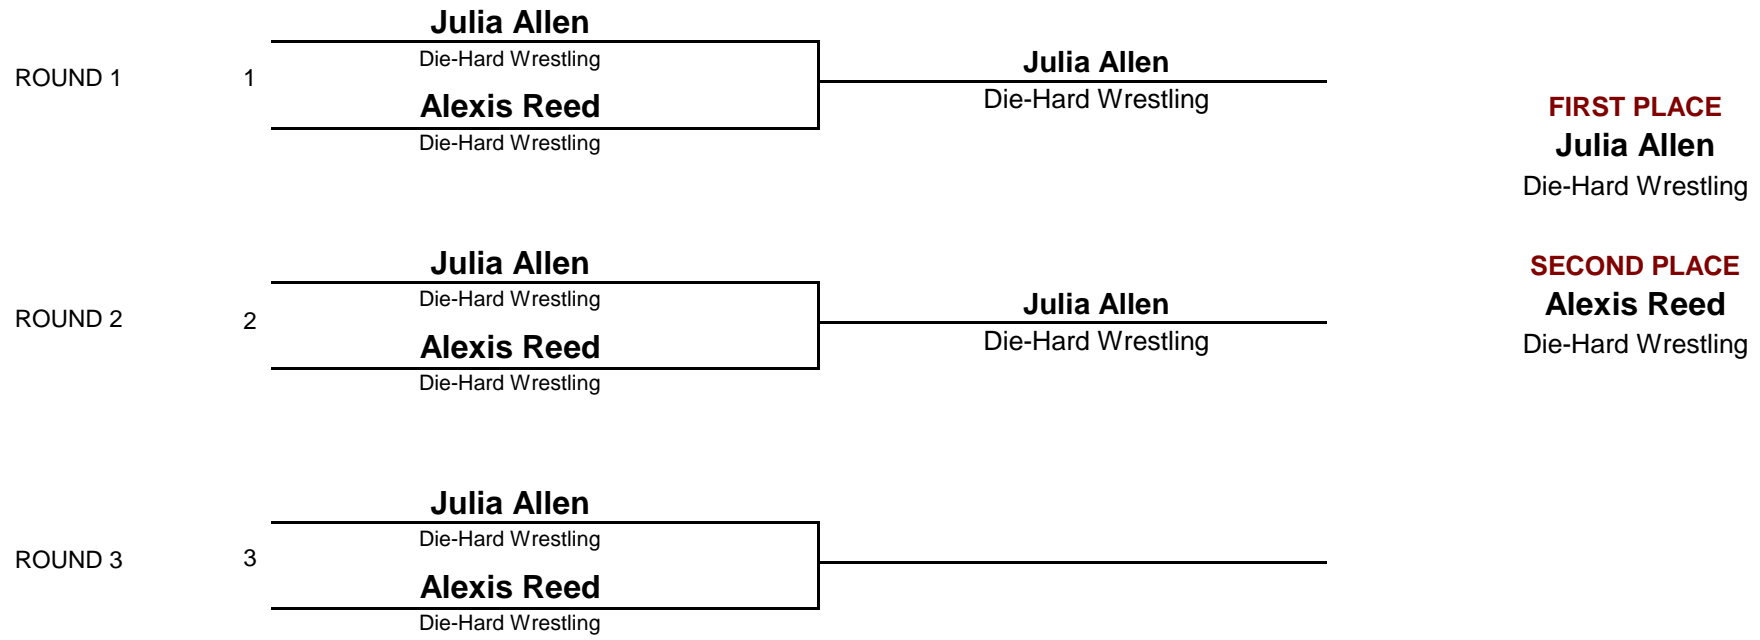 Julia Allen
Die-Hard Wrestling
ROUND 1
1
Alexis Reed
Die-Hard Wrestling
Julia Allen
Die-Hard Wrestling
FIRST PLACE
Julia Allen
Die-Hard Wrestling
Julia Allen
Die-Hard Wrestling
ROUND 2
2
Alexis Reed
Die-Hard Wrestling
Julia Allen
Die-Hard Wrestling
SECOND PLACE
Alexis Reed
Die-Hard Wrestling
Julia Allen
Die-Hard Wrestling
ROUND 3
3
Alexis Reed
Die-Hard Wrestling